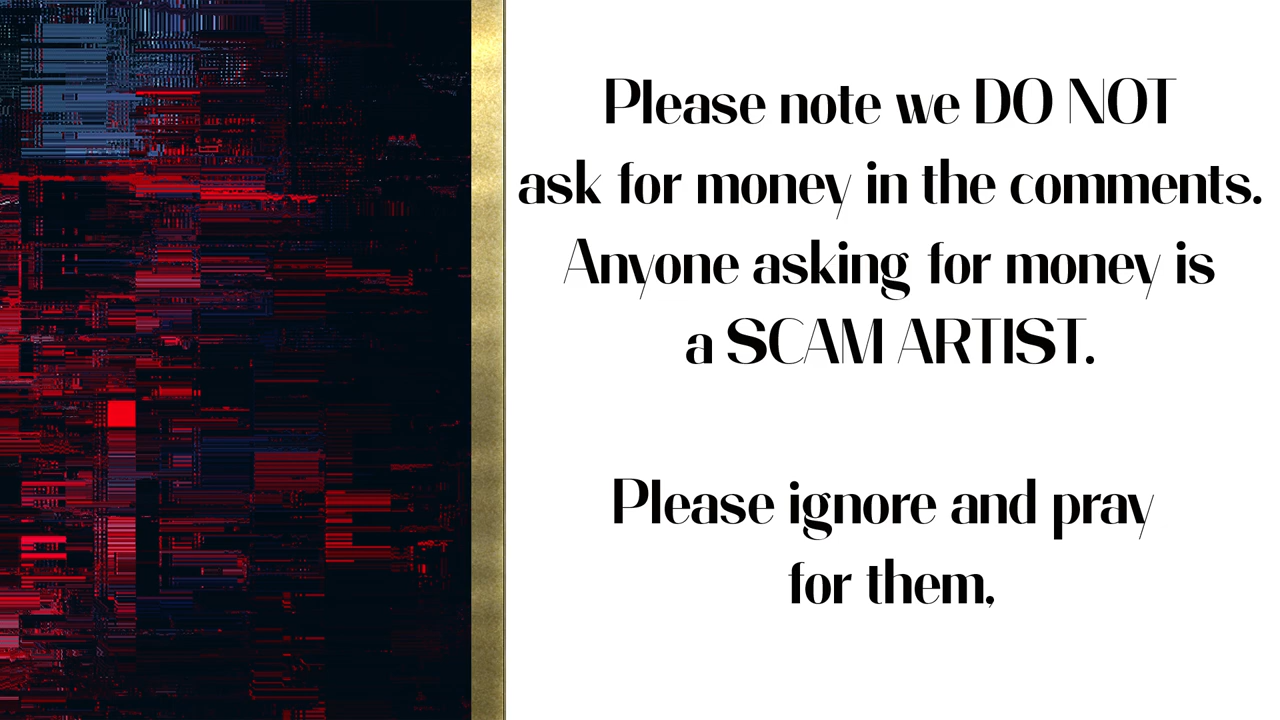 Please note we DO NOT
ask for money in the comments.
Anyone asking for money is
a SCAM ARTIST.
Please ignore and pray
for them,